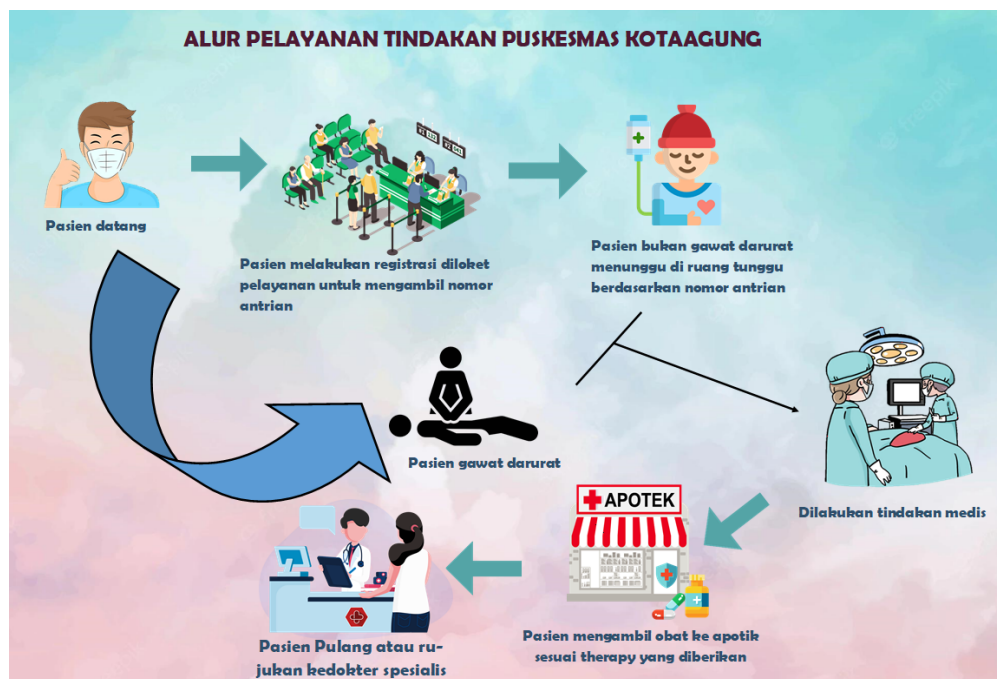 ALUR PELAYANAN TINDAKAN PUSKESMAS KOTAAGUNG
Pasien datang
Pasien melakukan registrasi diloket
pelayanan untuk mengambil nomor
antrian
Pasien bukan gawat darurat
menunggu di ruang tunggu
berdasarkan nomor antrian
Pasien gawat darurat
Dilakukan tindakan medis
APOTEK
Pasien mengambil obat ke apotik
sesuai therapy yang diberikan
Pasien Pulang atau ru-
jukan kedokter spesialis